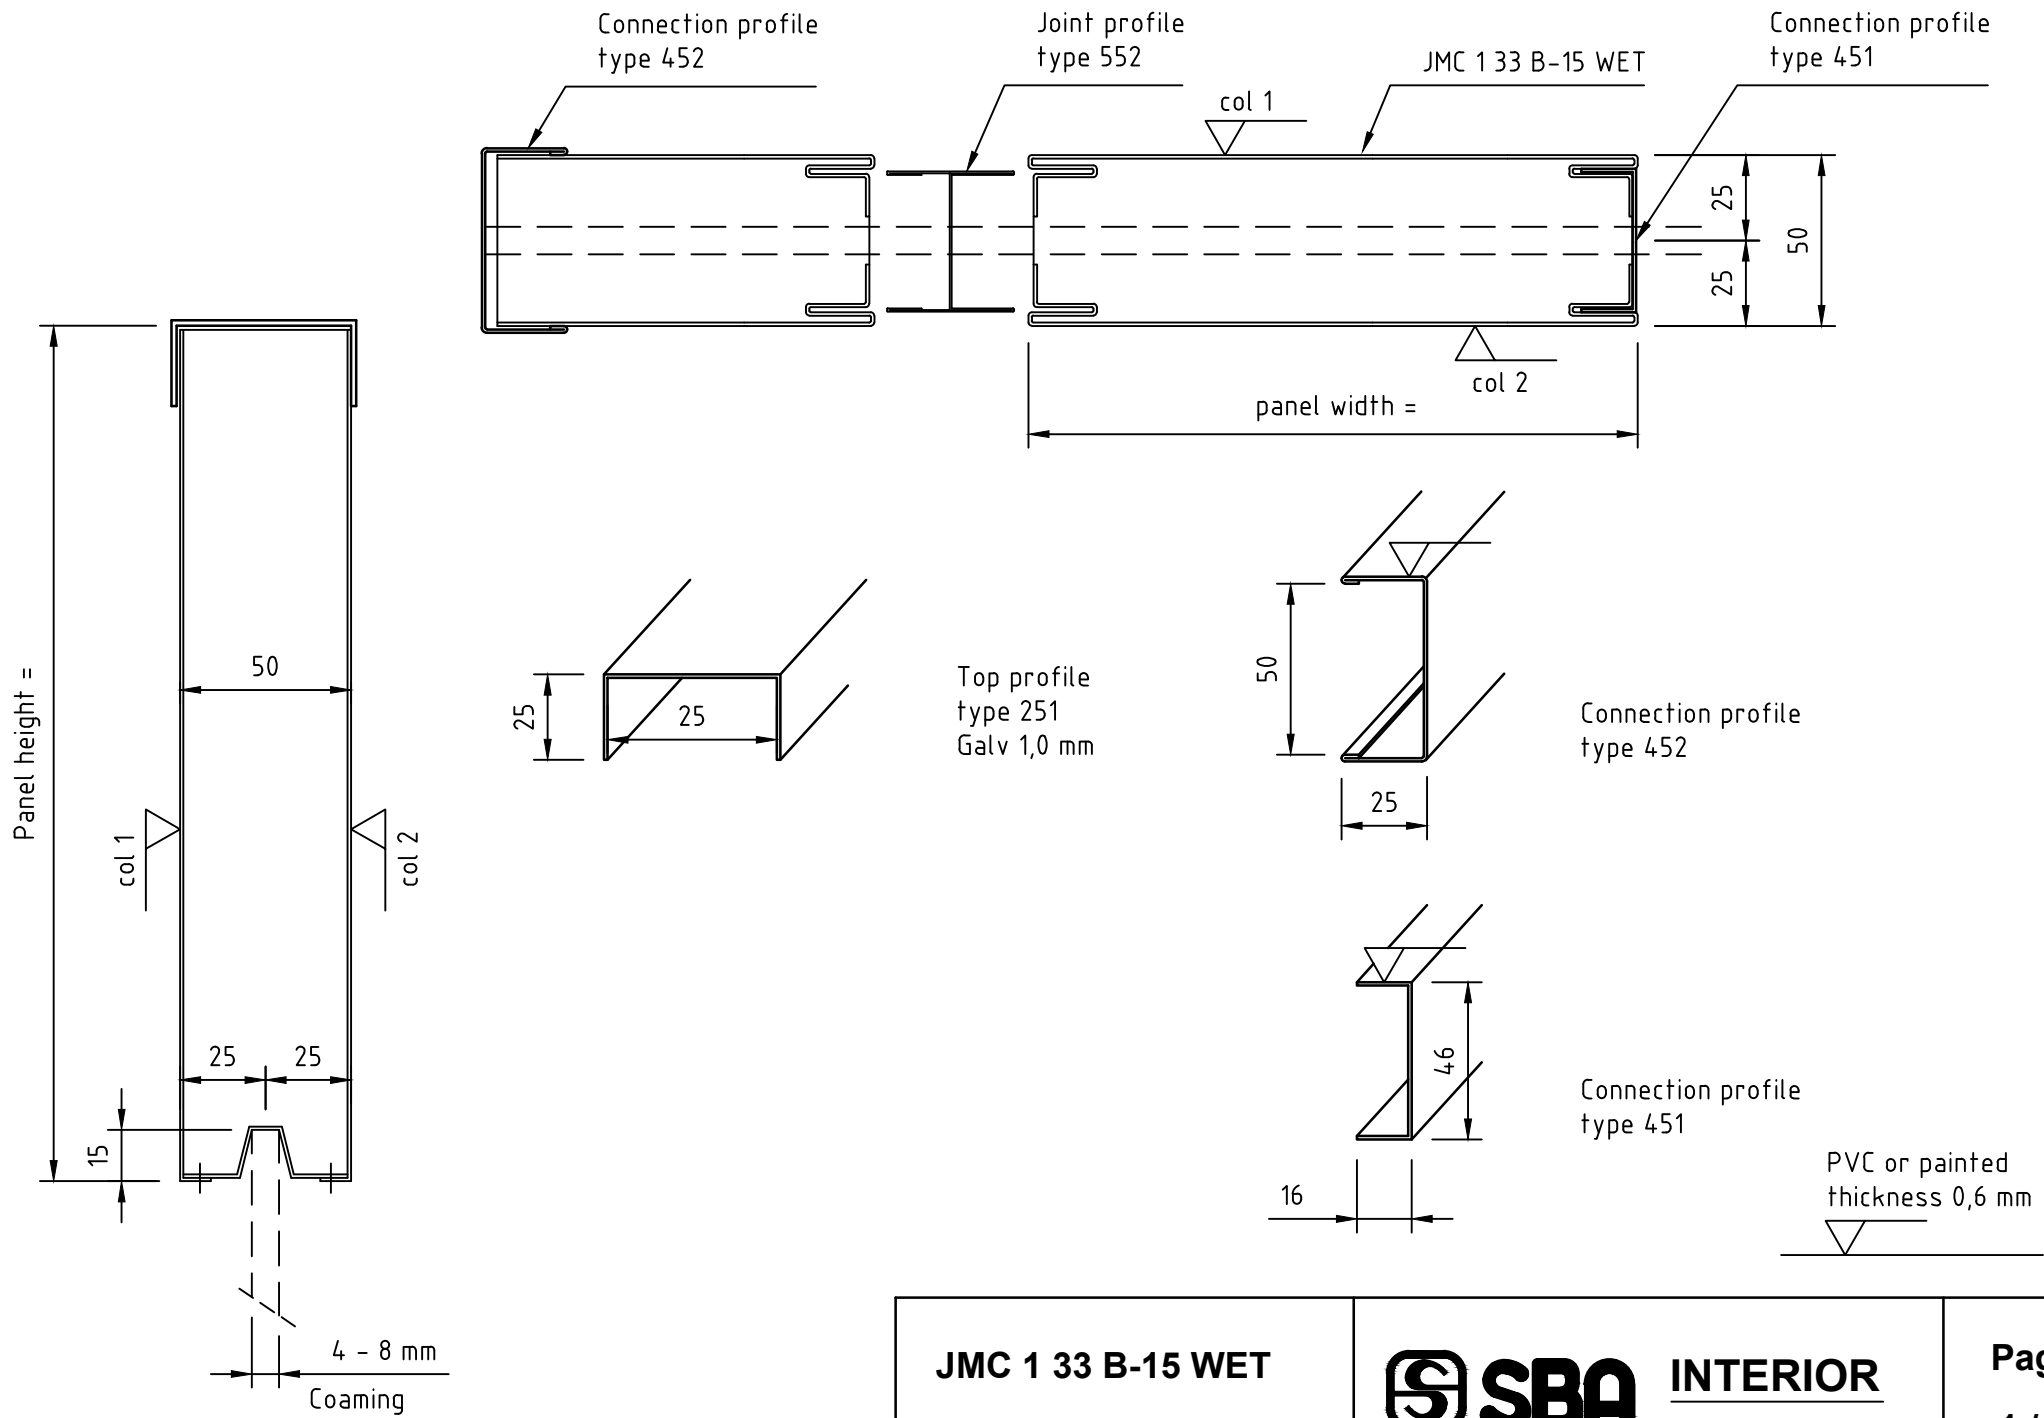 Connection profile
type 452
Joint profile
type 552
JMC 1 33 B-15 WET
Connection profile
type 451
col 1
25
50
25
col 2
panel width =
Panel height =
50
col 1
col 2
25
25
15
4 - 8 mm
Coaming
25
25
Top profile
type 251
Galv 1,0 mm
50
25
Connection profile
type 452
46
16
Connection profile
type 451
PVC or painted
thickness 0,6 mm
JMC 1 33 B-15 WET
S SBA INTERIOR